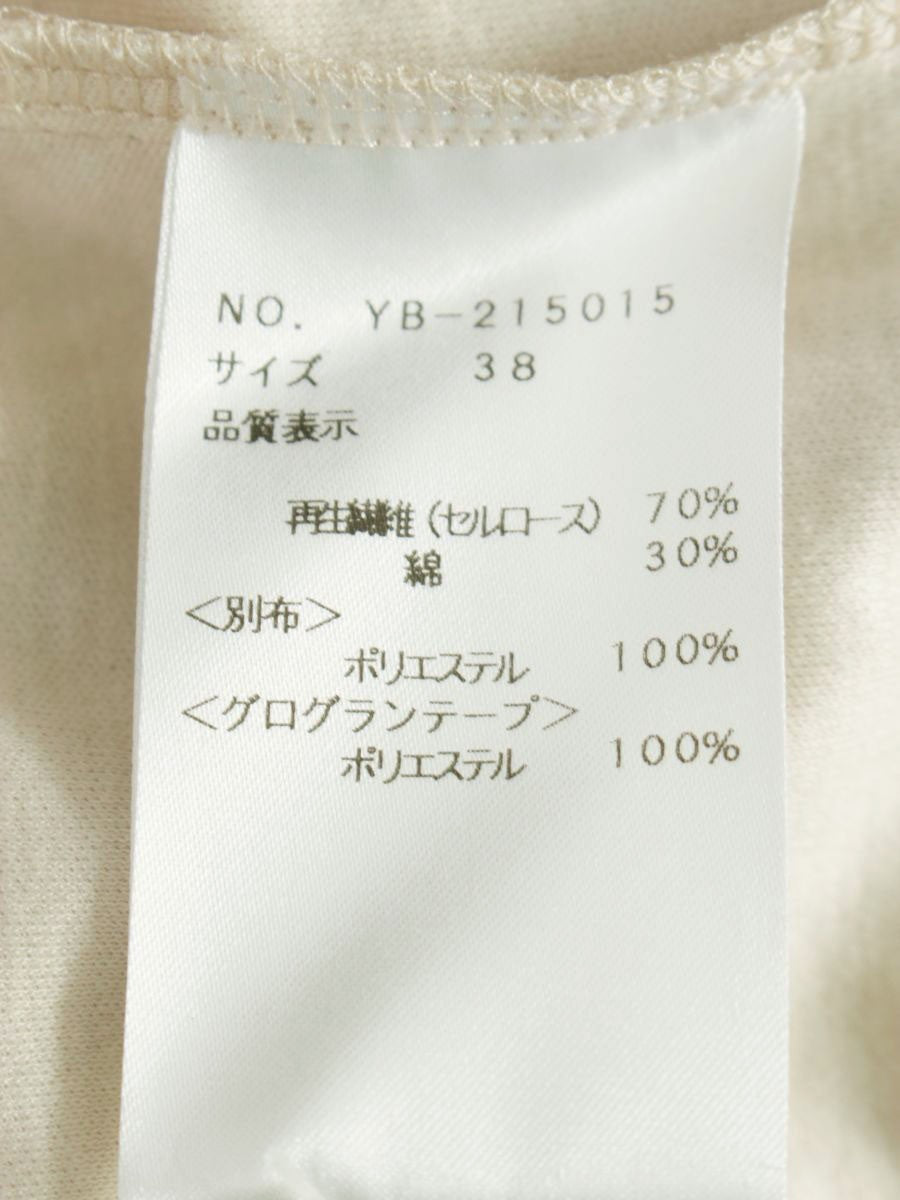 NO. YB-215015
サイズ 38
品質表示
再生繊維(セルロース) 70%
綿 30%
<別布>
ポリエステル 100%
<グログランテープ>
ポリエステル 100%